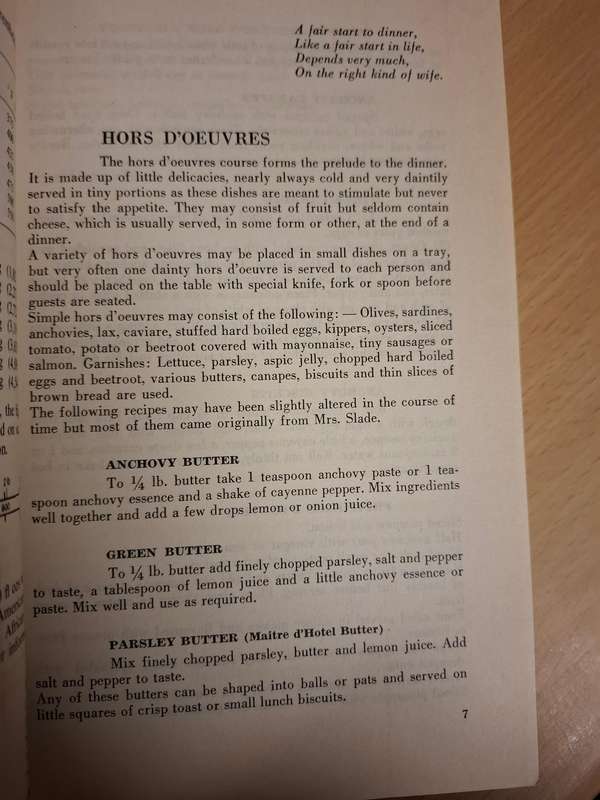 A fair start to dinner,
Like a fair start in life,
Depends very much,
On the right kind of wife.
HORS D'OEUVRES
The hors d'oeuvres course forms the prelude to the dinner.
It is made up of little delicacies, nearly always cold and very daintily
served in tiny portions as these dishes are meant to stimulate but never
to satisfy the appetite. They may consist of fruit but seldom contain
cheese, which is usually served, in some form or other, at the end of a
dinner.
A variety of hors d'oeuvres may be placed in small dishes on a tray,
but very often one dainty hors d'oeuvre is served to each person and
should be placed on the table with special knife, fork or spoon before
guests are seated.
Simple hors d'oeuvres may consist of the following: — Olives, sardines,
anchovies, lax, caviare, stuffed hard boiled eggs, kippers, oysters, sliced
tomato, potato or beetroot covered with mayonnaise, tiny sausages or
salmon. Garnishes: Lettuce, parsley, aspic jelly, chopped hard boiled
eggs and beetroot, various butters, canapes, biscuits and thin slices of
brown bread are used.
The following recipes may have been slightly altered in the course of
time but most of them came originally from Mrs. Slade.
ANCHOVY BUTTER
To ¼ lb. butter take 1 teaspoon anchovy paste or 1 tea-
spoon anchovy essence and a shake of cayenne pepper. Mix ingredients
well together and add a few drops lemon or onion juice.
GREEN BUTTER
To ¼ lb. butter add finely chopped parsley, salt and pepper
to taste, a tablespoon of lemon juice and a little anchovy essence or
paste. Mix well and use as required.
PARSLEY BUTTER (Maitre d'Hotel Butter)
Mix finely chopped parsley, butter and lemon juice. Add
salt and pepper to taste.
Any of these butters can be shaped into balls or pats and served on
little squares of crisp toast or small lunch biscuits.
7